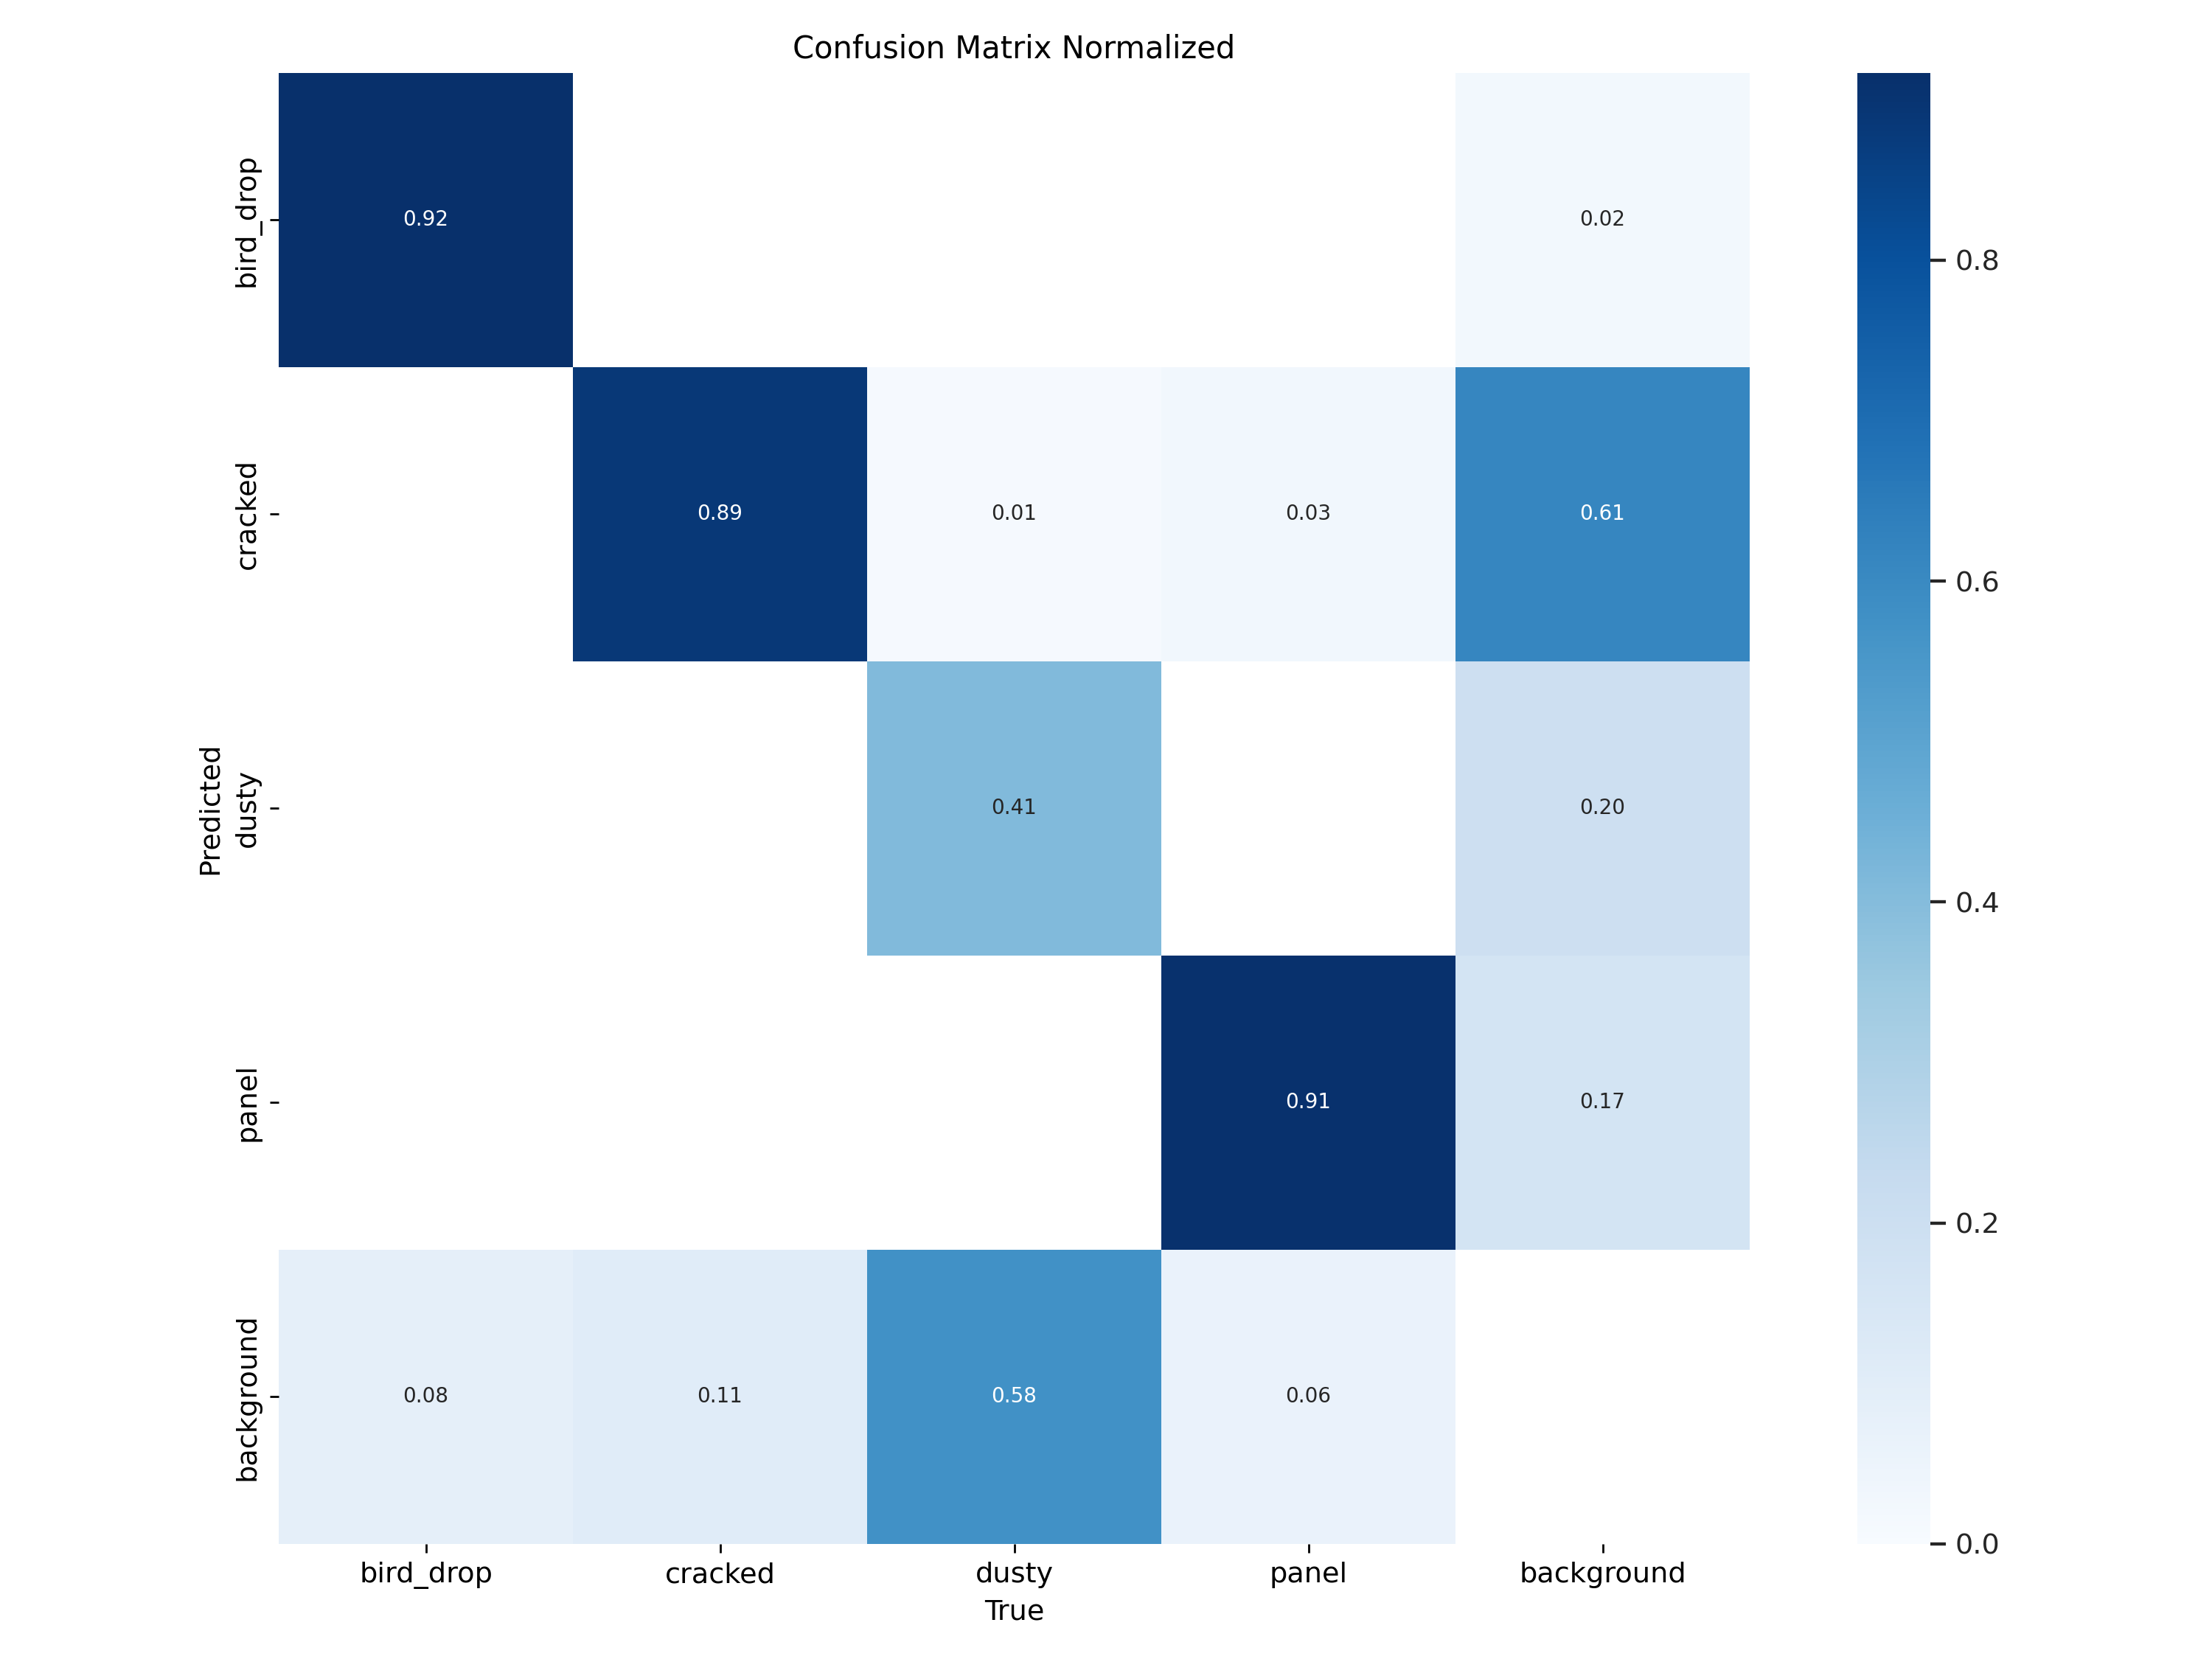 Confusion Matrix Normalized
bird_drop
0.92
0.02
0.8
cracked
0.89
0.01
0.03
0.61
0.6
Predicted
dusty
0.41
0.20
0.4
panel
0.91
0.17
0.2
background
0.08
0.11
0.58
0.06
0.0
bird_drop
cracked
dusty
panel
background
True